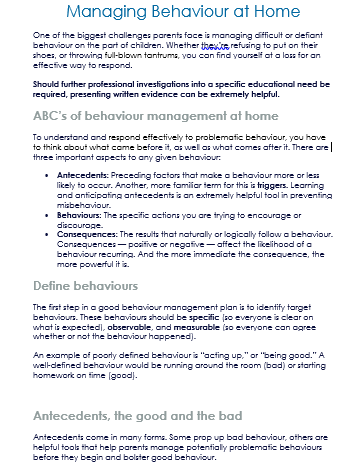 Managing Behaviour at Home
One of the biggest challenges parents face is managing difficult or defiant
behaviour on the part of children. Whether they're refusing to put on their
shoes, or throwing full-blown tantrums, you can find yourself at a loss for an
effective way to respond.
Should further professional investigations into a specific educational need be
required, presenting written evidence can be extremely helpful.
ABC's of behaviour management at home
To understand and respond effectively to problematic behaviour, you have
to think about what came before it, as well as what comes after it. There are
three important aspects to any given behaviour:
• Antecedents: Preceding factors that make a behaviour more or less
likely to occur. Another, more familiar term for this is triggers. Learning
and anticipating antecedents is an extremely helpful tool in preventing
misbehaviour.
• Behaviours: The specific actions you are trying to encourage or
discourage.
• Consequences: The results that naturally or logically follow a behaviour.
Consequences — positive or negative — affect the likelihood of a
behaviour recurring. And the more immediate the consequence, the
more powerful it is.
Define behaviours
The first step in a good behaviour management plan is to identify target
behaviours. These behaviours should be specific (so everyone is clear on
what is expected), observable, and measurable (so everyone can agree
whether or not the behaviour happened).
An example of poorly defined behaviour is "acting up," or "being good." A
well-defined behaviour would be running around the room (bad) or starting
homework on time (good).
Antecedents, the good and the bad
Antecedents come in many forms. Some prop up bad behaviour, others are
helpful tools that help parents manage potentially problematic behaviours
before they begin and bolster good behaviour.